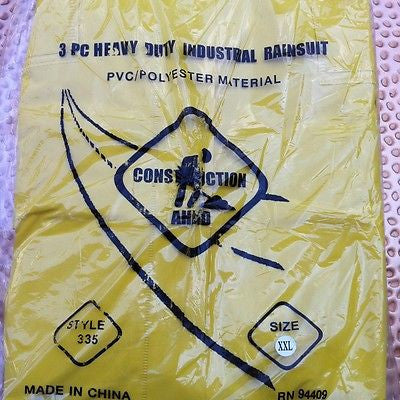 3 PC HEAVY DUTY INDUSTRIAL RAINSUIT
PVC/POLYESTER MATERIAL
CONSTRUCTION
STYLE
335
SIZE
XXL
MADE IN CHINA
RN 94409